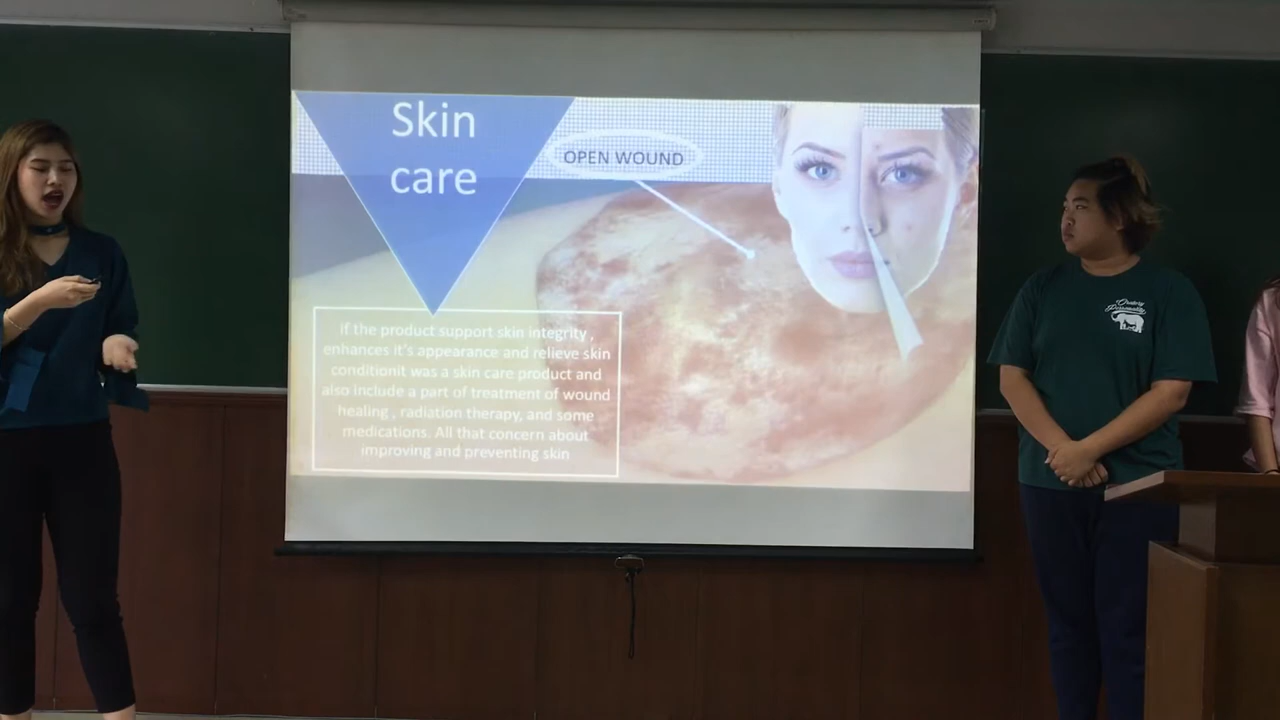 Skin
care
OPEN WOUND
if the product support skin integrity ,
enhances it's appearance and relieve skin
conditionit was a skin care product and
also include a part of treatment of wound
healing , radiation therapy, and some
medications. All that concern about
improving and preventing skin